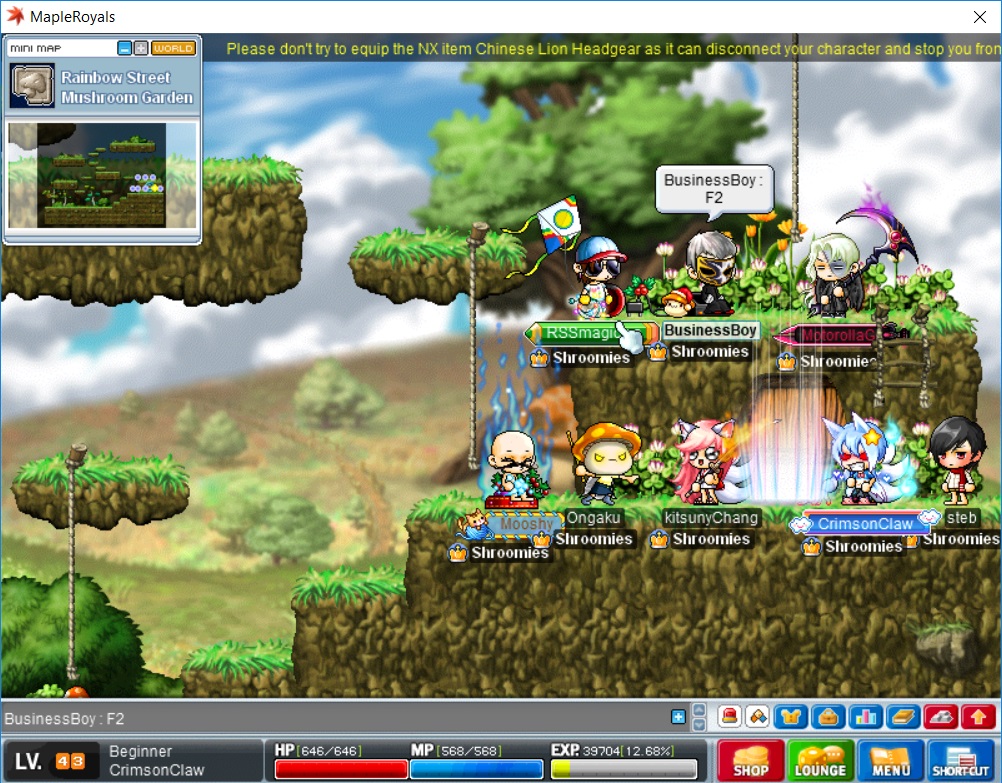 MapleRoyals
MINI MAP
WORLD
Please don't try to equip the NX item Chinese Lion Headgear as it can disconnect your character and stop you from
Rainbow Street
Mushroom Garden
BusinessBoy :
F2
RSSmagic
BusinessBoy
MotorollaG
Shroomies
Shroomies
Shroomies
Mooshy
Ongaku
kitsunyChang
CrimsonClaw
steb
Shroomies
Shroomies
Shroomies
Shroomies
Shroomies
BusinessBoy : F2
LV. 43
Beginner
CrimsonClaw
HP[646/646]
MP[568/568]
EXP. 39704[12.68%]
SHOP
LOUNGE
MENU
SHORTCUT